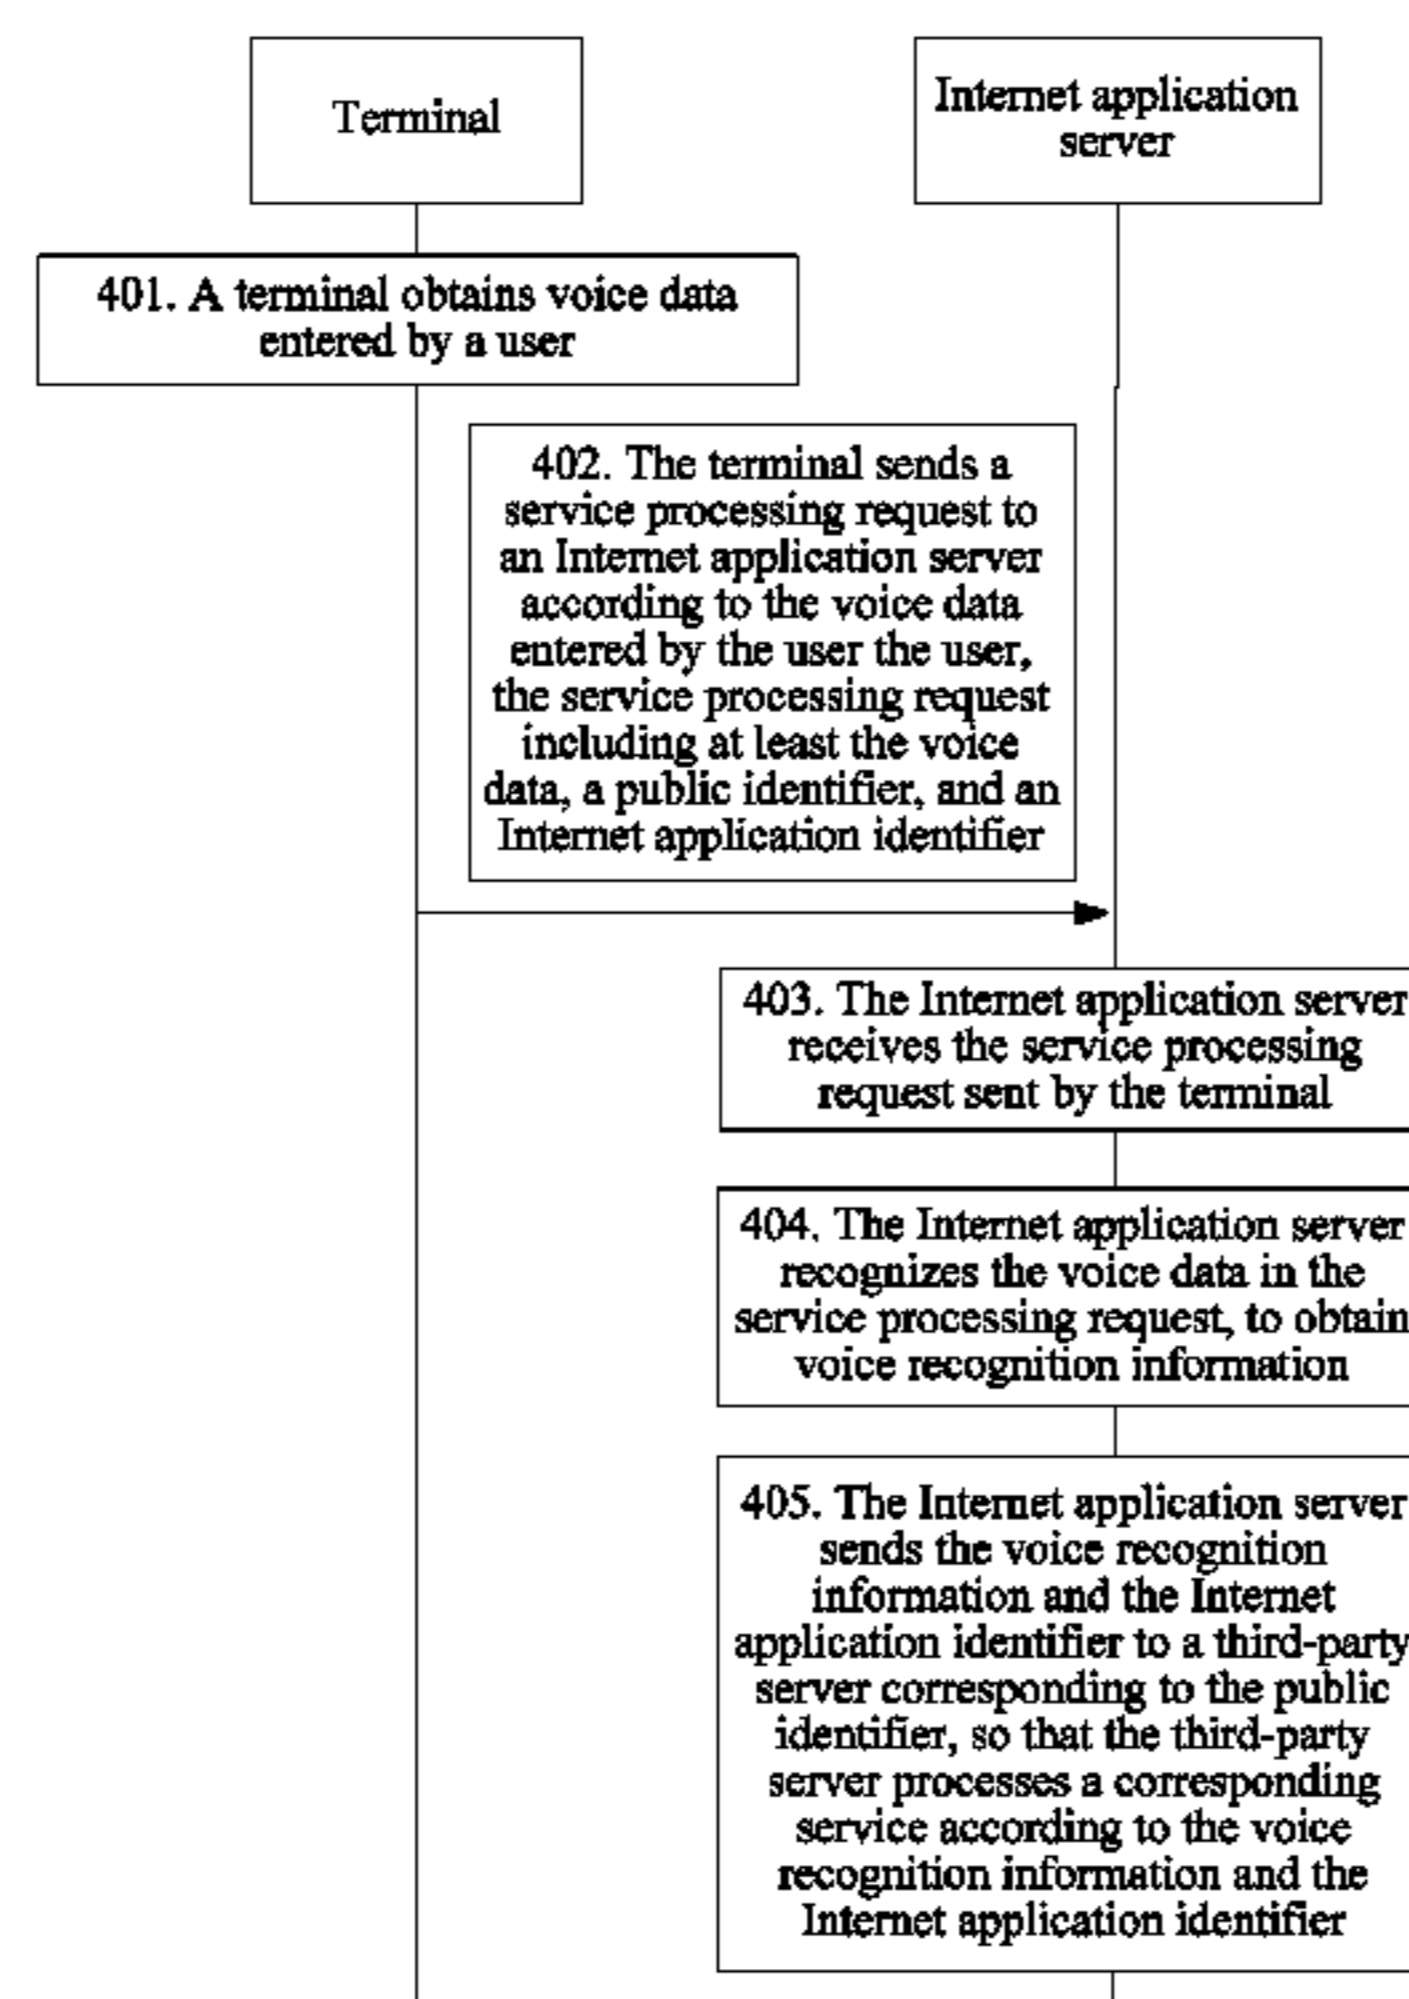 Terminal
Internet application
server
401. A terminal obtains voice data
entered by a user
402. The terminal sends a
service processing request to
an Internet application server
according to the voice data
entered by the user the user,
the service processing request
including at least the voice
data, a public identifier, and an
Internet application identifier
403. The Internet application server
receives the service processing
request sent by the terminal
404. The Internet application server
recognizes the voice data in the
service processing request, to obtain
voice recognition information
405. The Internet application server
sends the voice recognition
information and the Internet
application identifier to a third-party
server corresponding to the public
identifier, so that the third-party
server processes a corresponding
service according to the voice
recognition information and the
Internet application identifier